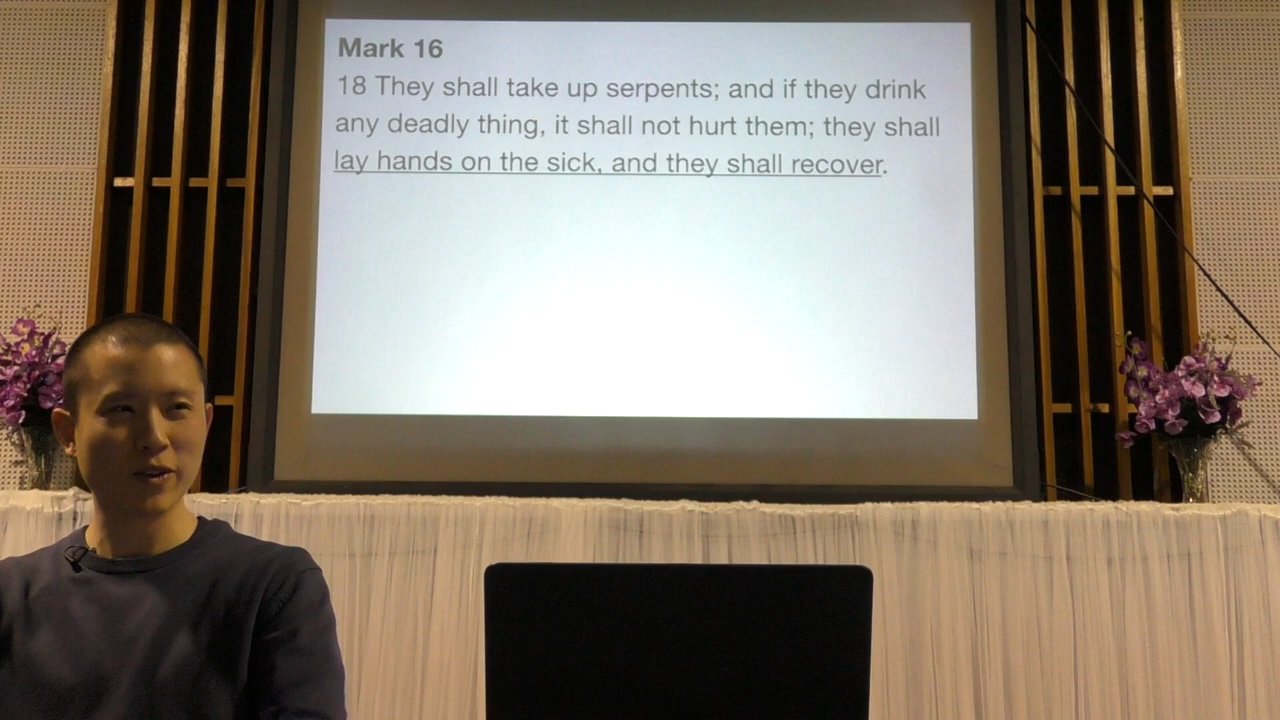 Mark 16
18 They shall take up serpents; and if they drink
any deadly thing, it shall not hurt them; they shall
lay hands on the sick, and they shall recover.